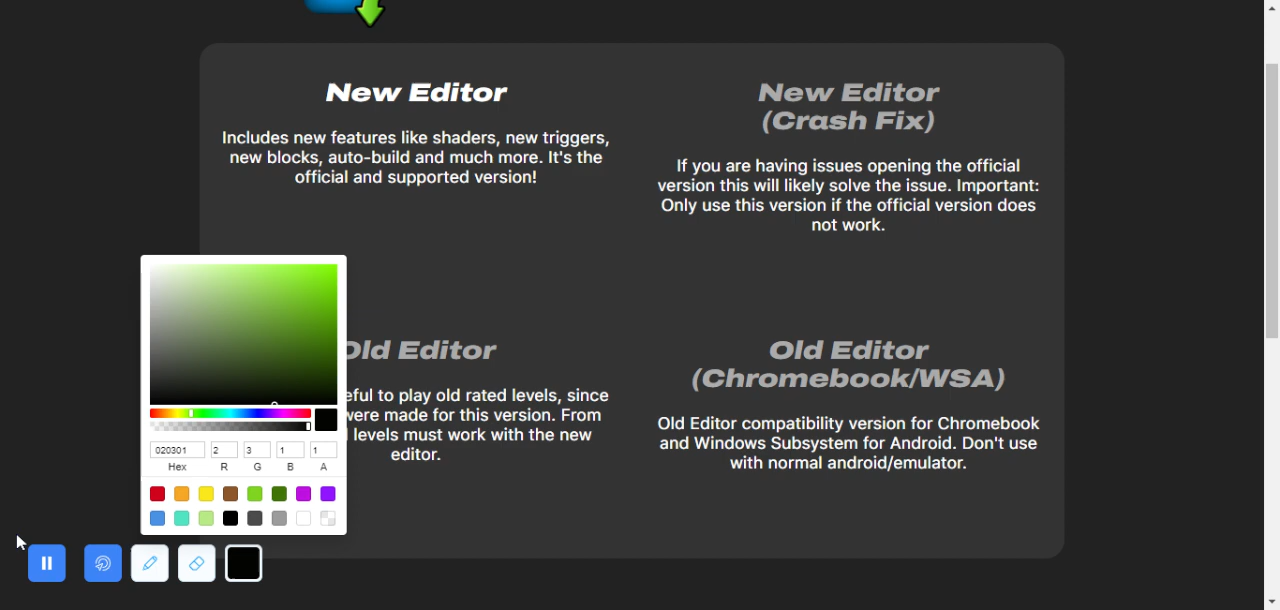 New Editor
Includes new features like shaders, new triggers,
new blocks, auto-build and much more. It's the
official and supported version!
New Editor
(Crash Fix)
If you are having issues opening the official
version this will likely solve the issue. Important:
Only use this version if the official version does
not work.
Old Editor
to play old rated levels, since
were made for this version. From
levels must work with the new
editor.
Old Editor
(Chromebook/WSA)
Old Editor compatibility version for Chromebook
and Windows Subsystem for Android. Don't use
with normal android/emulator.
020301 2 3 1 1
Hex R G B A